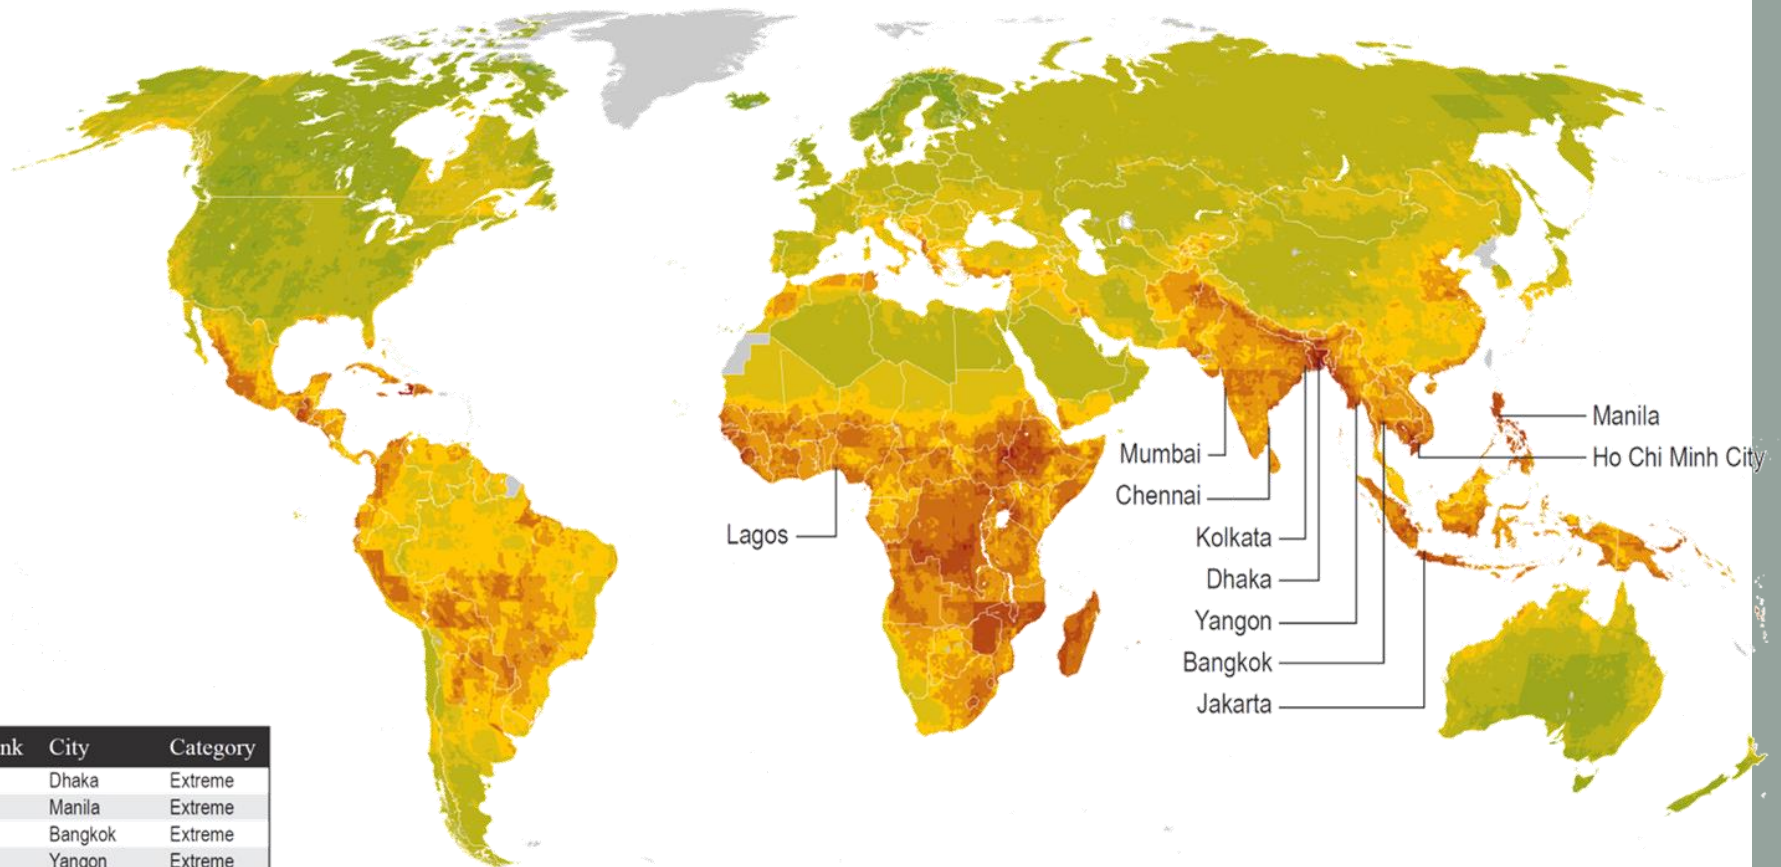 Manila
Ho Chi Minh City
Mumbai
Chennai
Lagos
Kolkata
Dhaka
Yangon
Bangkok
Jakarta
nk City Category
Dhaka Extreme
Manila Extreme
Bangkok Extreme
Yangon Extreme